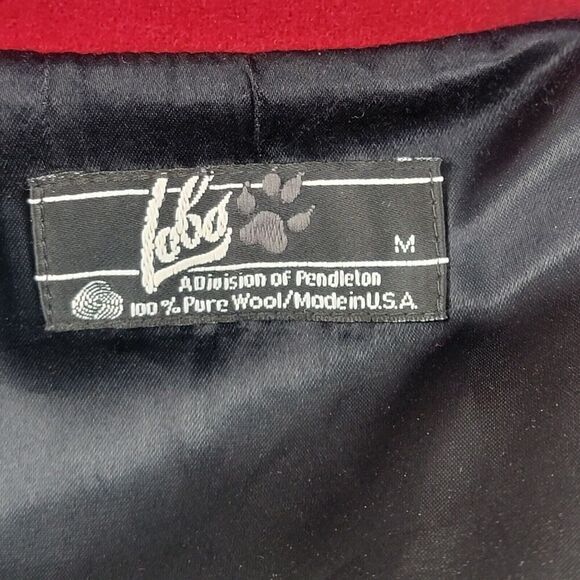 Lobo
M
A Division of Pendleton
100% Pure Wool/Made in U.S.A.